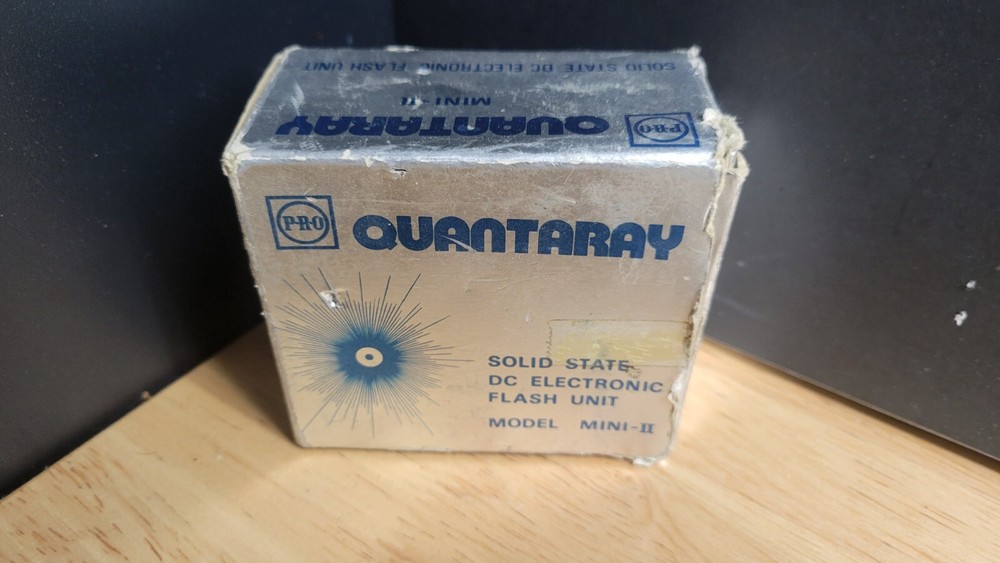 SOLID STATE DC ELECTRONIC FLASH UNIT
MINI-II
PRO QUANTARAY
PRO QUANTARAY
SOLID STATE
DC ELECTRONIC
FLASH UNIT
MODEL MINI-II